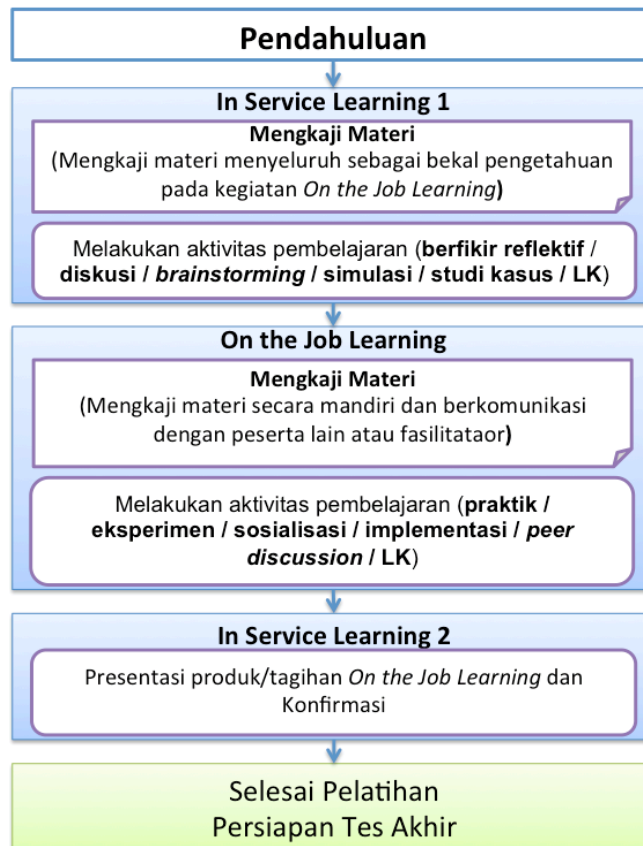 Pendahuluan
In Service Learning 1
Mengkaji Materi
(Mengkaji materi menyeluruh sebagai bekal pengetahuan
pada kegiatan On the Job Learning)
Melakukan aktivitas pembelajaran (berfikir reflektif /
diskusi / brainstorming / simulasi / studi kasus / LK)
On the Job Learning
Mengkaji Materi
(Mengkaji materi secara mandiri dan berkomunikasi
dengan peserta lain atau fasilitataor)
Melakukan aktivitas pembelajaran (praktik /
eksperimen / sosialisasi / implementasi / peer
discussion / LK)
In Service Learning 2
Presentasi produk/tagihan On the Job Learning dan
Konfirmasi
Selesai Pelatihan
Persiapan Tes Akhir